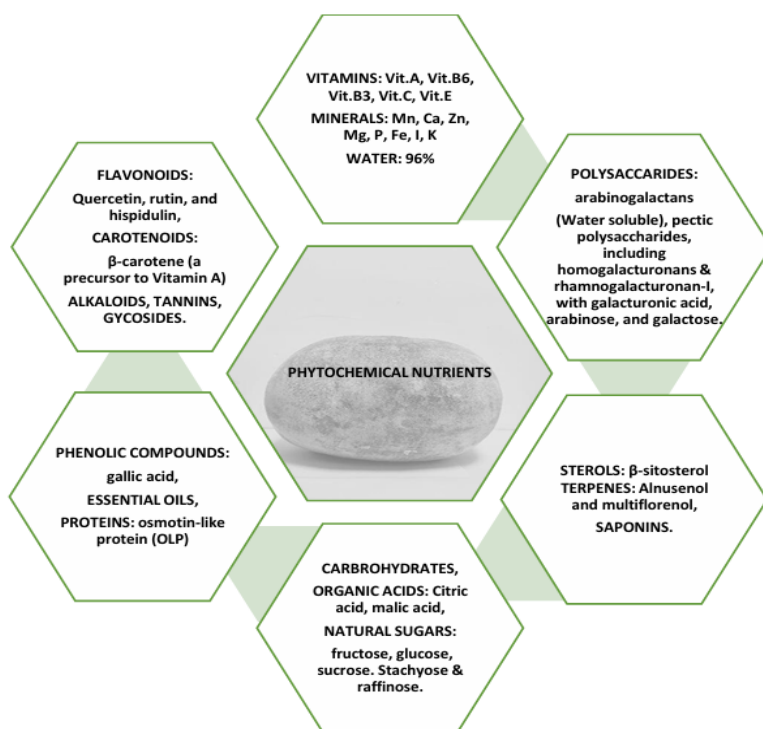 VITAMINS: Vit.A, Vit.B6,
Vit.B3, Vit.C, Vit.E
MINERALS: Mn, Ca, Zn,
Mg, P, Fe, I, K
WATER: 96%
POLYSACCARIDES:
arabinogalactans
(Water soluble), pectic
polysaccharides,
including
homogalacturonans &
rhamnogalacturonan-I,
with galacturonic acid,
arabinose, and galactose.
STEROLS: β-sitosterol
TERPENES: Alnusenol
and multiflorenol,
SAPONINS.
CARBROHYDRATES,
ORGANIC ACIDS: Citric
acid, malic acid,
NATURAL SUGARS:
fructose, glucose,
sucrose. Stachyose &
raffinose.
PHENOLIC COMPOUNDS:
gallic acid,
ESSENTIAL OILS,
PROTEINS: osmotin-like
protein (OLP)
FLAVONOIDS:
Quercetin, rutin, and
hispidulin,
CAROTENOIDS:
β-carotene (a
precursor to Vitamin A)
ALKALOIDS, TANNINS,
GYCOSIDES.
PHYTOCHEMICAL NUTRIENTS